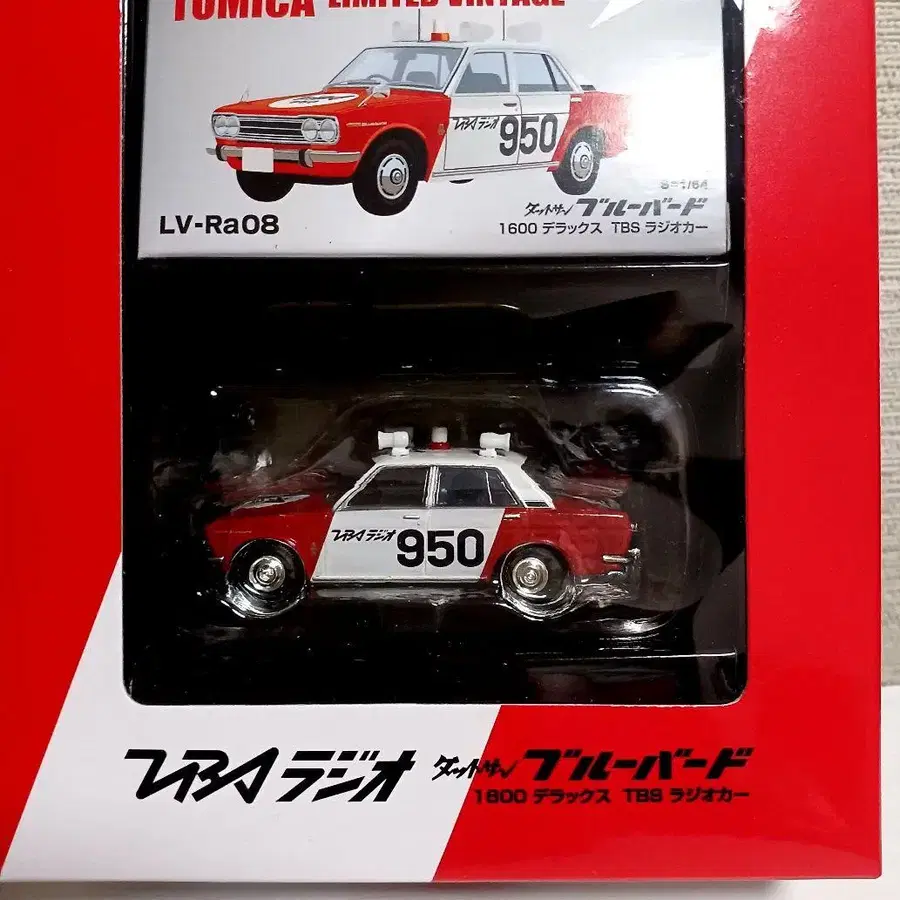 TOMICA LIMITED VINTAGE
TBSラジオ 950
S=1/64
ダットサン ブルーバード
LV-Ra08
1600 デラックス TBS ラジオカー
TBSラジオ 950
TBSラジオ ダットサン ブルーバード
1600 デラックス TBS ラジオカー